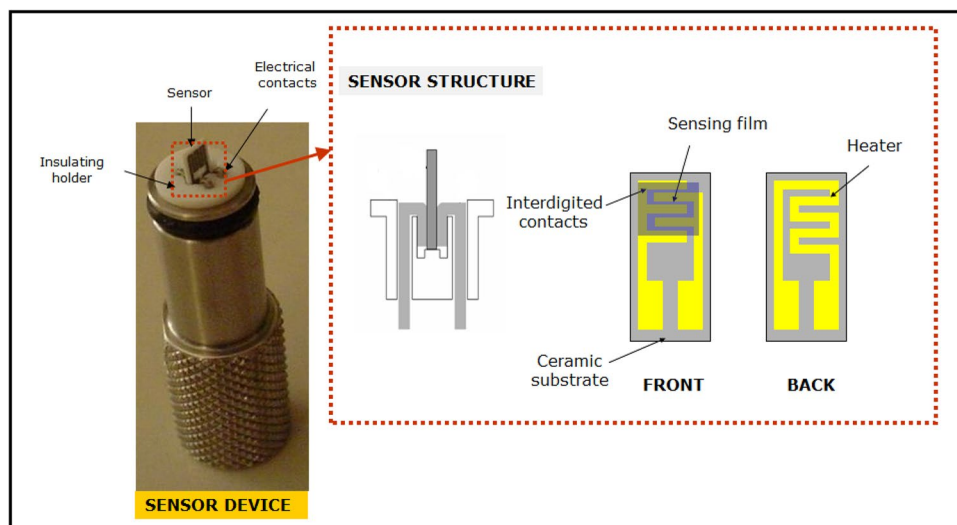 Electrical
contacts
Sensor
Insulating
holder
SENSOR DEVICE
SENSOR STRUCTURE
Sensing film
Heater
Interdigited
contacts
Ceramic
substrate
FRONT
BACK